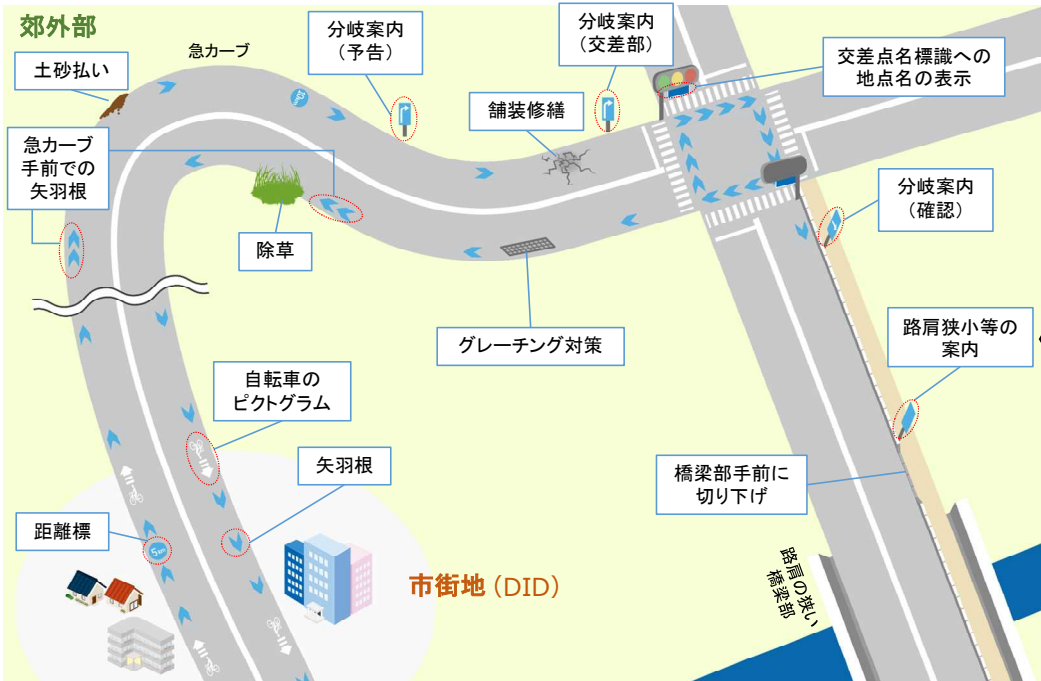 郊外部
急カーブ
分岐案内
（予告）
分岐案内
（交差部）
土砂払い
交差点名標識への
地点名の表示
舗装修繕
急カーブ
手前での
矢羽根
分岐案内
（確認）
除草
グレーチング対策
路肩狭小等の
案内
自転車の
ピクトグラム
矢羽根
橋梁部手前に
切り下げ
距離標
5km
市街地（DID）
路肩の狭い
橋梁部